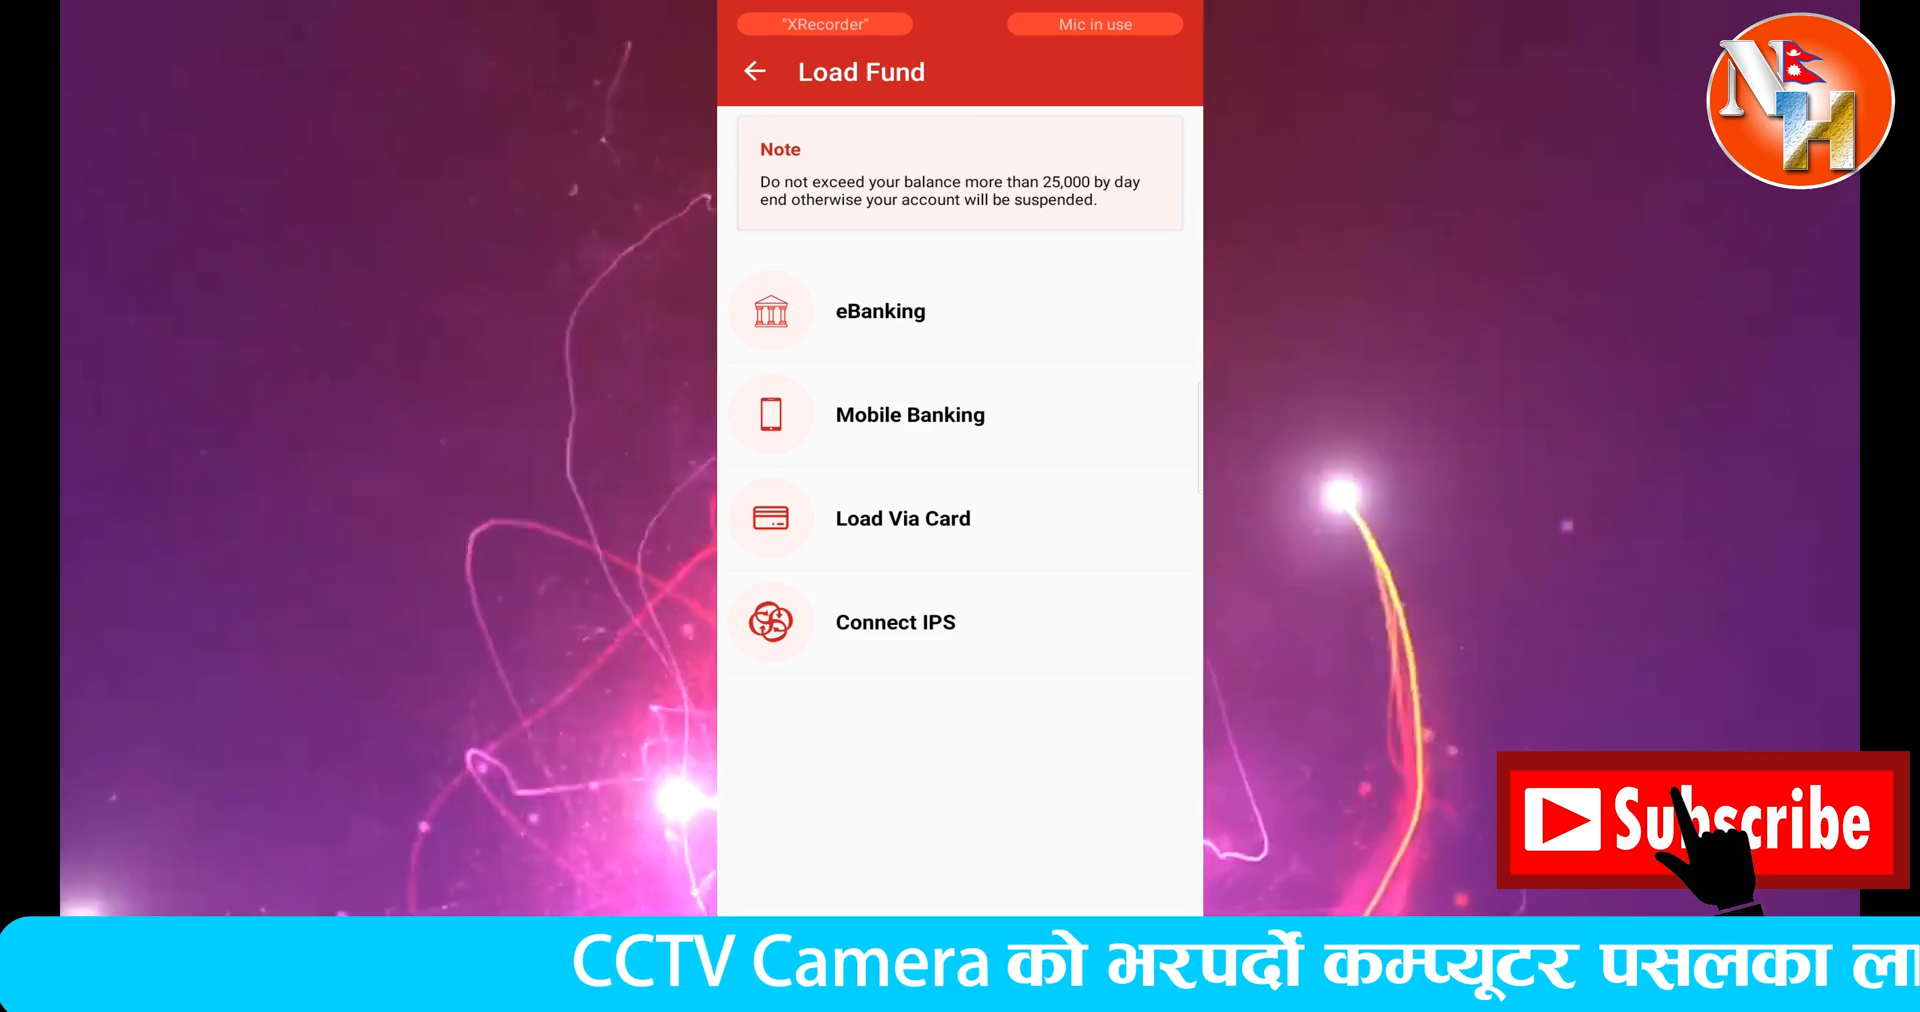 "XRecorder"
Mic in use
Load Fund
NH
Note
Do not exceed your balance more than 25,000 by day
end otherwise your account will be suspended.
eBanking
Mobile Banking
Load Via Card
Connect IPS
Subscribe
CCTV Camera को भरपर्दो कम्प्यूटर पसलका ला